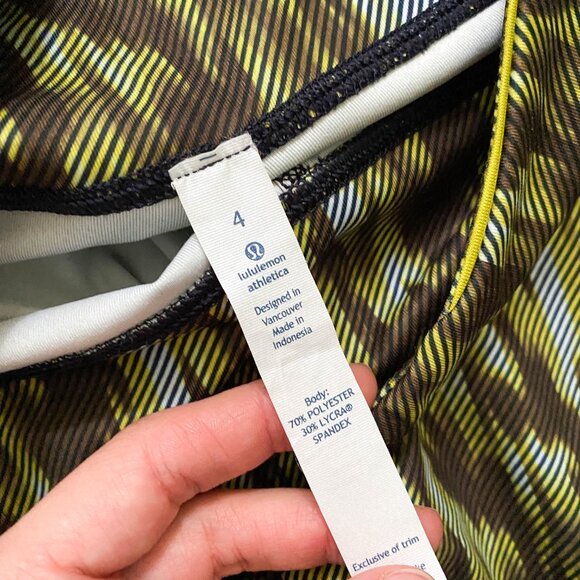 4
lululemon
athletica
Designed in
Vancouver
Made in
Indonesia
Body:
70% POLYESTER
30% LYCRA®
SPANDEX
Exclusive of trim